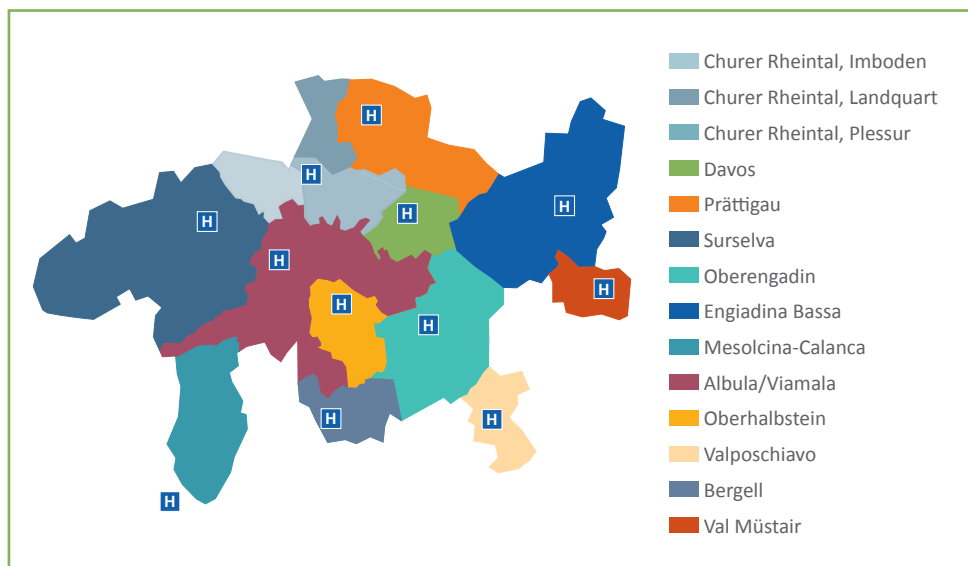 H
H
H
H
H
H
H
H
H
H
H
H
Churer Rheintal, Imboden
Churer Rheintal, Landquart
Churer Rheintal, Plessur
Davos
Prättigau
Surselva
Oberengadin
Engiadina Bassa
Mesolcina-Calanca
Albula/Viamala
Oberhalbstein
Valposchiavo
Bergell
Val Müstair